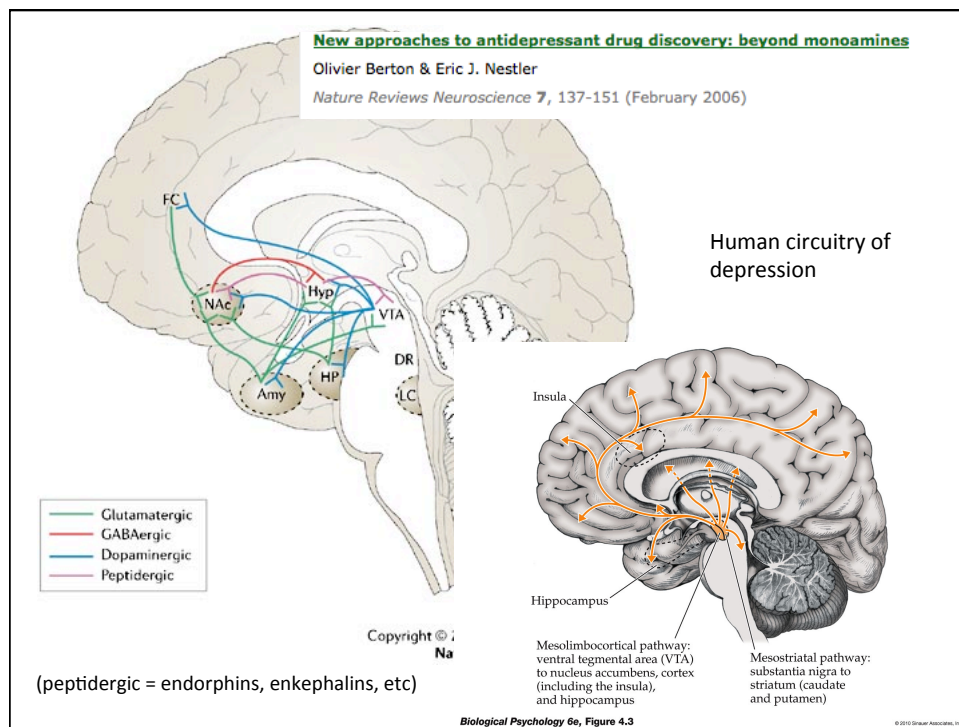 New approaches to antidepressant drug discovery: beyond monoamines
Olivier Berton & Eric J. Nestler
Nature Reviews Neuroscience 7, 137-151 (February 2006)
FC
NAc
Hyp
VTA
DR
Amy
HP
LC
Human circuitry of
depression
Glutamatergic
GABAergic
Dopaminergic
Peptidergic
Copyright ©
Na
(peptidergic = endorphins, enkephalins, etc)
Insula
Hippocampus
Mesolimbocortical pathway:
ventral tegmental area (VTA)
to nucleus accumbens, cortex
(including the insula),
and hippocampus
Mesostriatal pathway:
substantia nigra to
striatum (caudate
and putamen)
Biological Psychology 6e, Figure 4.3
© 2010 Sinauer Associates, In